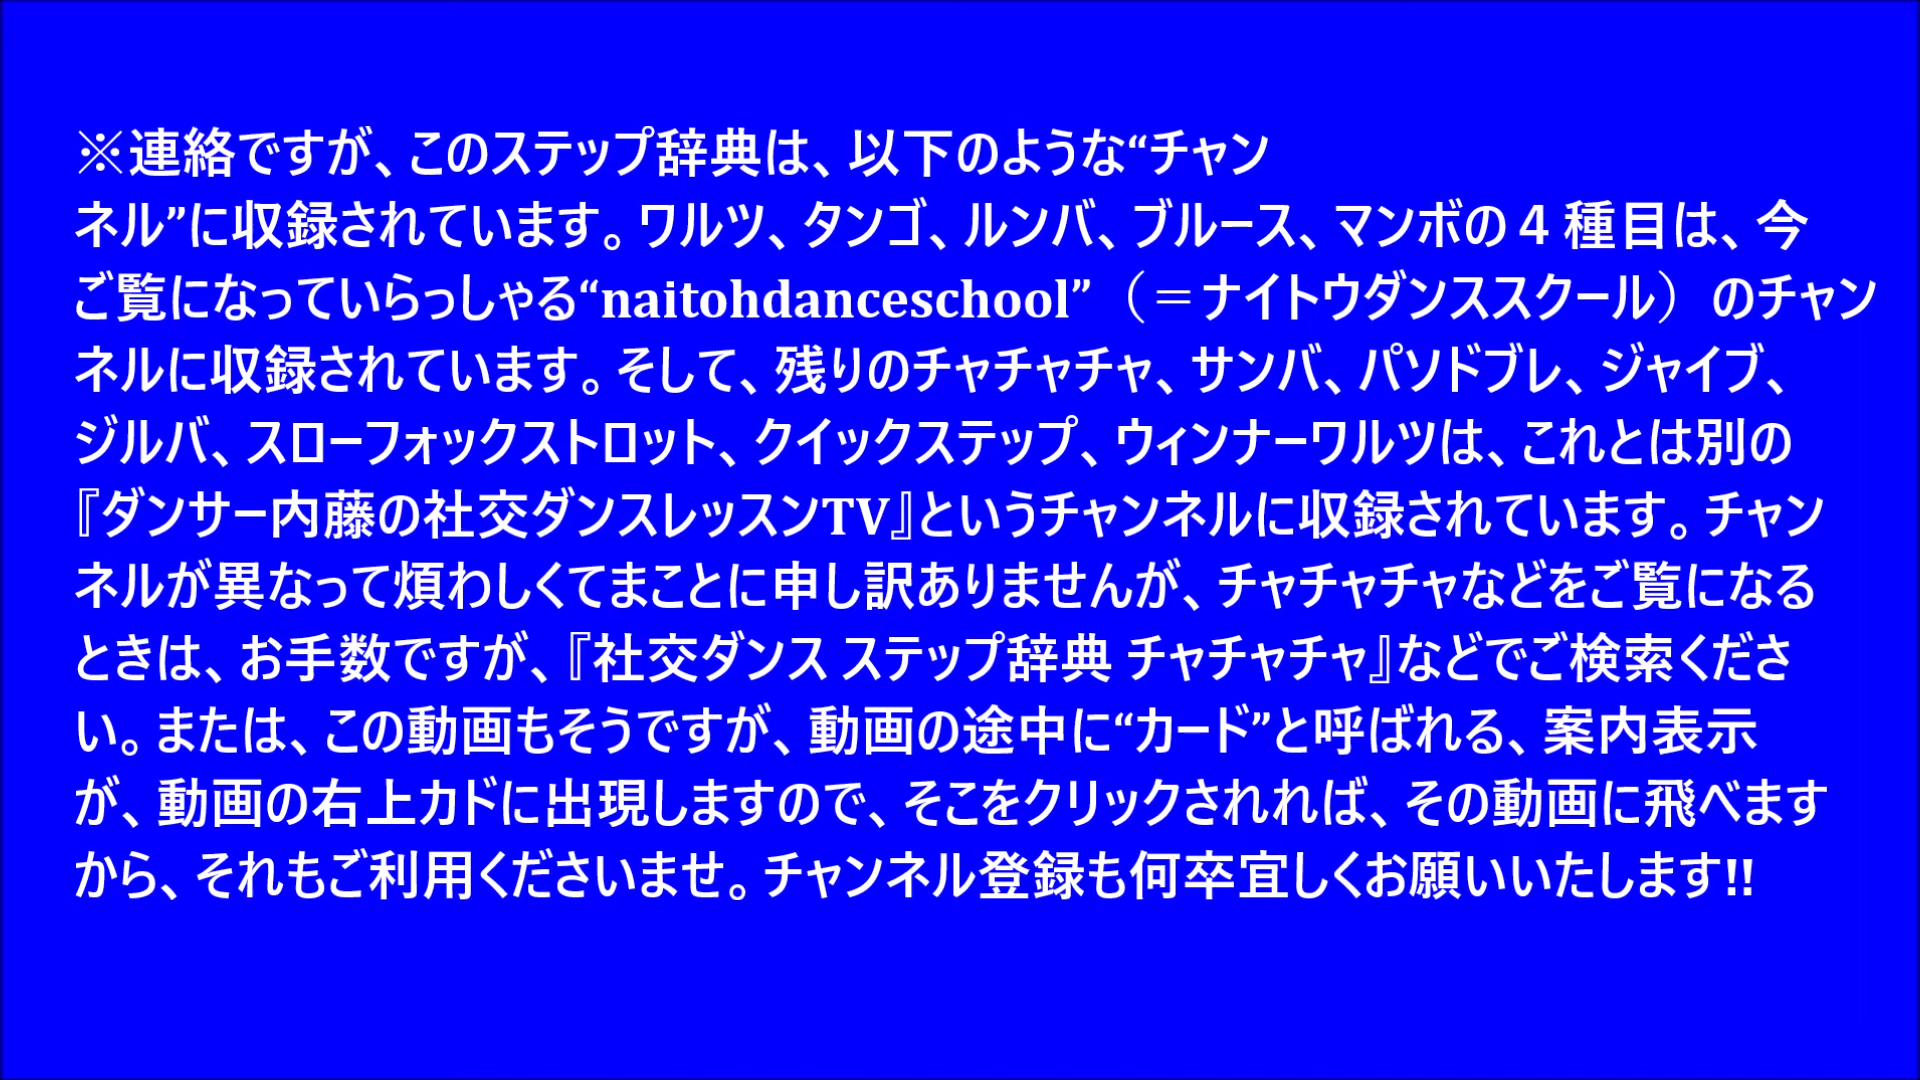 ※連絡ですが、このステップ辞典は、以下のような“チャン
ネル”に収録されています。ワルツ、タンゴ、ルンバ、ブルース、マンボの４種目は、今
ご覧になっていらっしゃる“naitohdanceschool”（＝ナイトウダンススクール）のチャン
ネルに収録されています。そして、残りのチャチャチャ、サンバ、パソドブレ、ジャイブ、
ジルバ、スローフォックストロット、クイックステップ、ウィンナーワルツは、これとは別の
『ダンサー内藤の社交ダンスレッスンTV』というチャンネルに収録されています。チャン
ネルが異なって煩わしくてまことに申し訳ありませんが、チャチャチャなどをご覧になる
ときは、お手数ですが、『社交ダンス ステップ辞典 チャチャチャ』などでご検索くださ
い。または、この動画もそうですが、動画の途中に“カード”と呼ばれる、案内表示
が、動画の右上カドに出現しますので、そこをクリックされれば、その動画に飛べます
から、それもご利用くださいませ。チャンネル登録も何卒宜しくお願いいたします!!